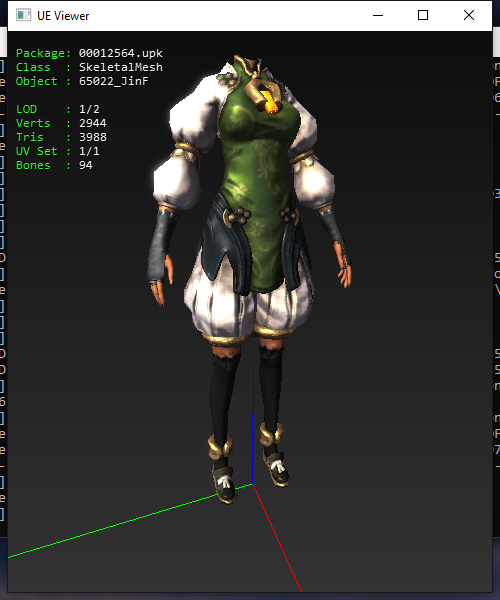 UE Viewer
Package: 00012564.upk
Class  : SkeletalMesh
Object : 65022_JinF
LOD    : 1/2
Verts  : 2944
Tris   : 3988
UV Set : 1/1
Bones  : 94